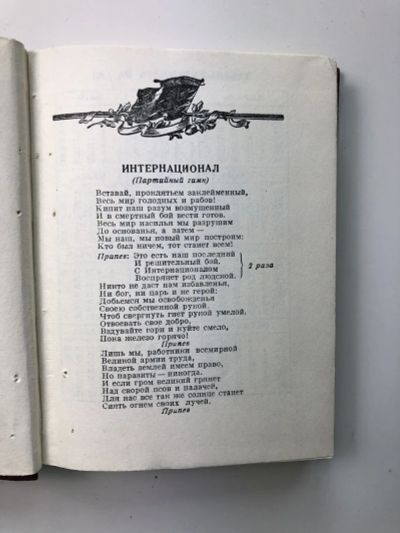 ИНТЕРНАЦИОНАЛ
(Партийный гимн)
Вставай, проклятьем заклейменный,
Весь мир голодных и рабов!
Кипит наш разум возмущенный
И в смертный бой вести готов.
Весь мир насилья мы разрушим
До основанья, а затем —
Мы наш, мы новый мир построим:
Кто был ничем, тот станет всем!
Припев: Это есть наш последний
И решительный бой,
С Интернационалом
Воспрянет род людской.
2 раза
Никто не даст нам избавленья,
Ни бог, ни царь и не герой:
Добьемся мы освобожденья
Своею собственной рукой.
Чтоб свергнуть гнет рукой умелой,
Отвоевать свое добро,
Вздувайте горн и куйте смело,
Пока железо горячо!
Припев
Лишь мы, работники всемирной
Великой армии труда,
Владеть землей имеем право,
Но паразиты — никогда.
И если гром великий грянет
Над сворой псов и палачей,
Для нас все так же солнце станет
Сиять огнем своих лучей.
Припев